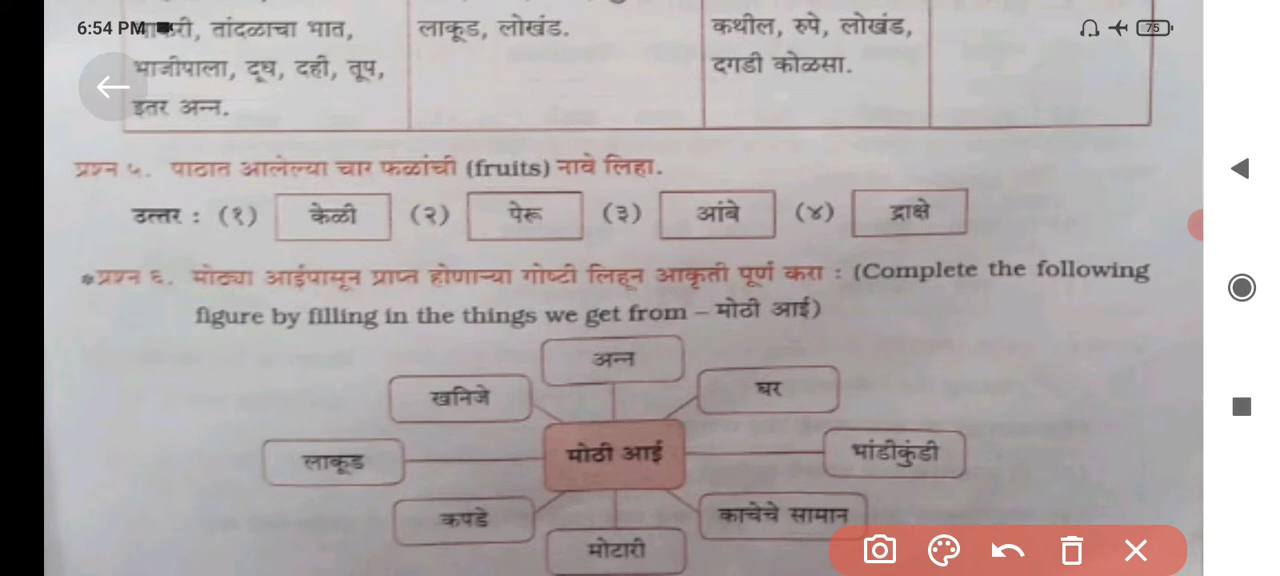 6:54 PM
तांदळाचा भात,
लाकूड, लोखंड.
कथील, रुपे, लोखंड,
75
भाजीपाला, दूध, दही, तूप,
दगडी कोळसा.
इतर अन्न.
प्रश्न ५. पाठात आलेल्या चार फळांची (fruits) नावे लिहा.
उत्तर : (१) केळी (२) पेरू (३) आंबे (४) द्राक्षे
*प्रश्न ६. मोठ्या आईपासून प्राप्त होणाऱ्या गोष्टी लिहून आकृती पूर्ण करा : (Complete the following
figure by filling in the things we get from – मोठी आई)
अन्न
खनिजे
घर
लाकूड
मोठी आई
भांडीकुंडी
कपडे
काचेचे सामान
मोटारी